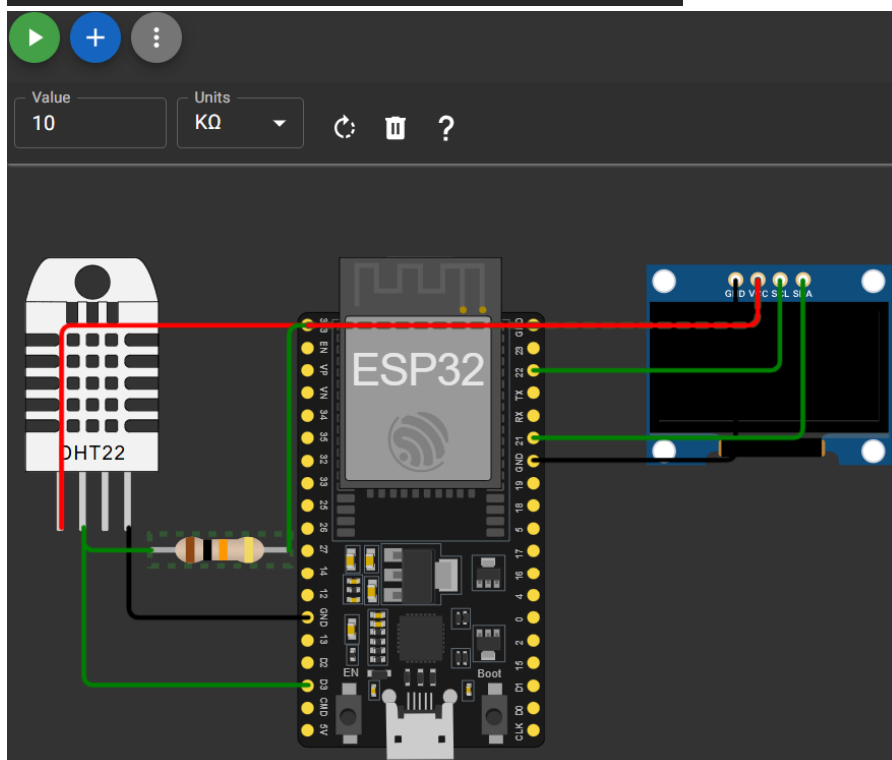 Value
10
Units
KΩ
?
GND VCC SCL SDA
ESP32
DHT22
3V3
EN
VP
VN
34
35
32
33
25
26
27
14
12
GND
13
D2
D3
CMD
5V
GND
23
22
TX
RX
21
GND
19
18
5
17
16
4
0
2
15
D1
D0
CLK
EN
Boot